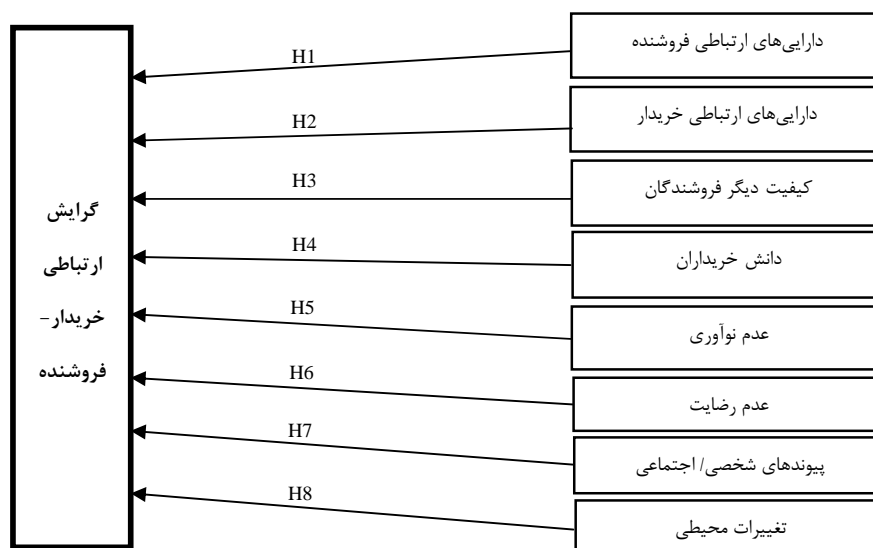 دارایی‌های ارتباطی فروشنده
H1
دارایی‌های ارتباطی خریدار
H2
کیفیت دیگر فروشندگان
H3
دانش خریداران
H4
عدم نوآوری
H5
عدم رضایت
H6
پیوندهای شخصی/ اجتماعی
H7
تغییرات محیطی
H8
گرایش
ارتباطی
خریدار-
فروشنده